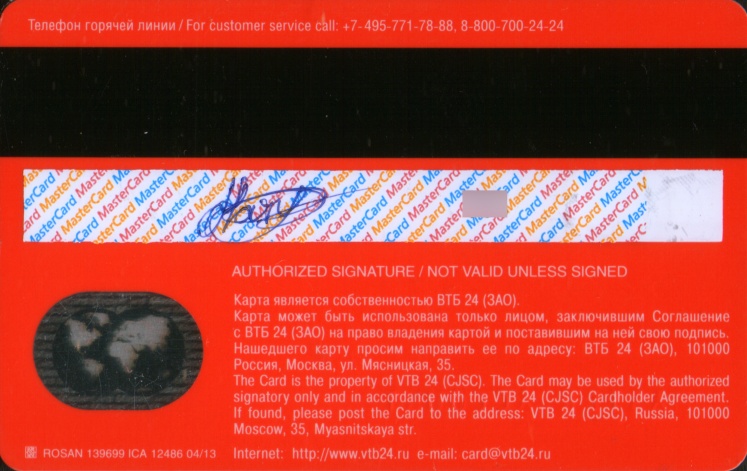 Телефон горячей линии / For customer service call: +7-495-771-78-88, 8-800-700-24-24
MasterCard MasterCard MasterCard MasterCard MasterCard
AUTHORIZED SIGNATURE / NOT VALID UNLESS SIGNED
Карта является собственностью ВТБ 24 (ЗАО).
Карта может быть использована только лицом, заключившим Соглашение
с ВТБ 24 (ЗАО) на право владения картой и поставившим на ней свою подпись.
Нашедшего карту просим направить ее по адресу: ВТБ 24 (ЗАО), 101000
Россия, Москва, ул. Мясницкая, 35.
The Card is the property of VTB 24 (CJSC). The Card may be used by the authorized
signatory only and in accordance with the VTB 24 (CJSC) Cardholder Agreement.
If found, please post the Card to the address: VTB 24 (CJSC), Russia, 101000
Moscow, 35, Myasnitskaya str.
ROSAN 139699 ICA 12486 04/13
Internet: http://www.vtb24.ru e-mail: card@vtb24.ru